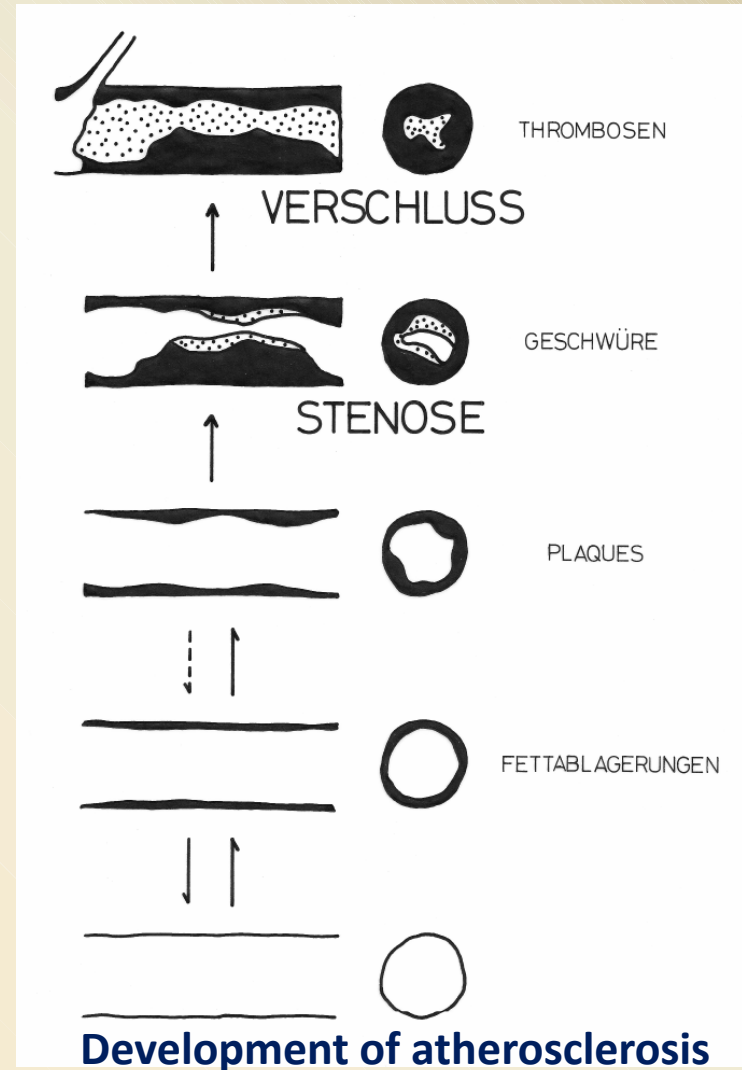 THROMBOSEN
VERSCHLUSS
GESCHWÜRE
STENOSE
PLAQUES
FETTABLAGERUNGEN
Development of atherosclerosis